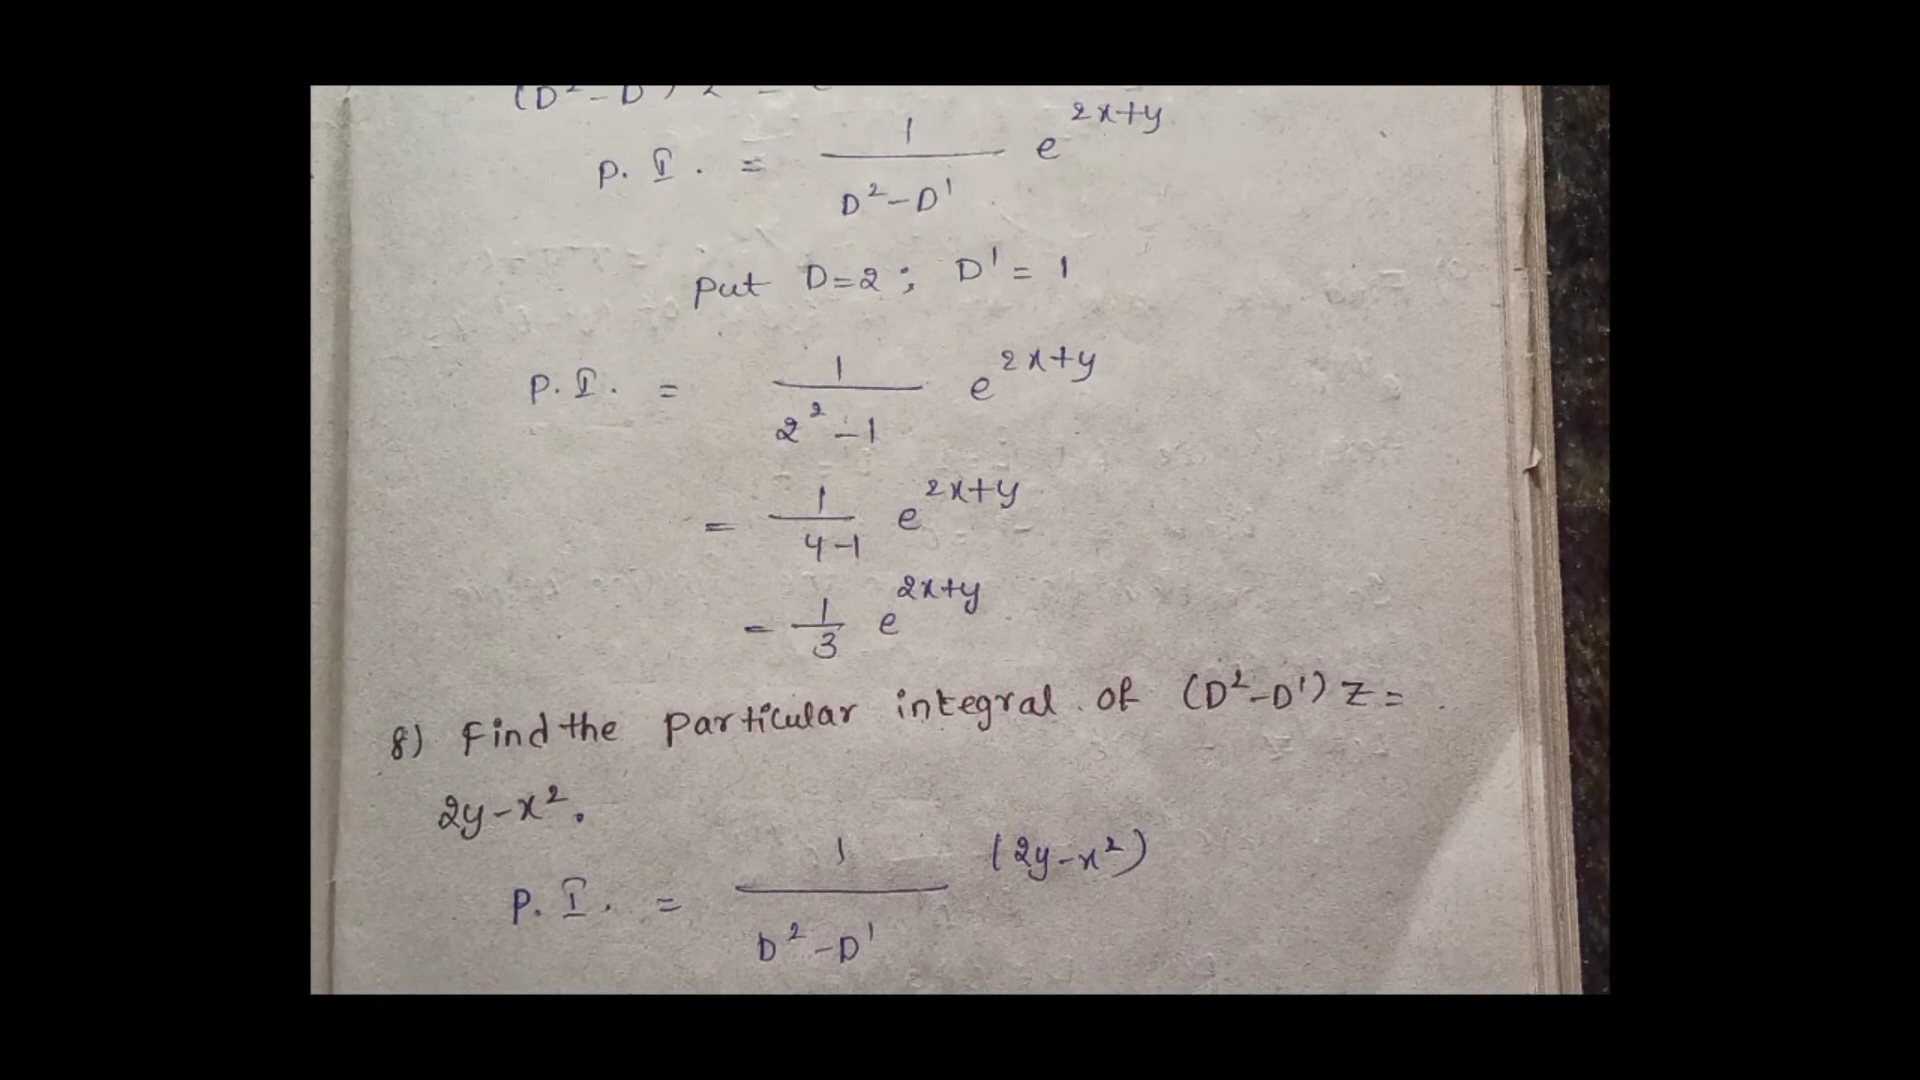 P.I. = 1/(D²-D') e^(2x+y)
Put D=2; D'=1
P.I. = 1/(2²-1) e^(2x+y)
= 1/(4-1) e^(2x+y)
= 1/3 e^(2x+y)
8) Find the Particular integral of (D²-D')Z=
2y-x².
P.I. = 1/(D²-D') (2y-x²)